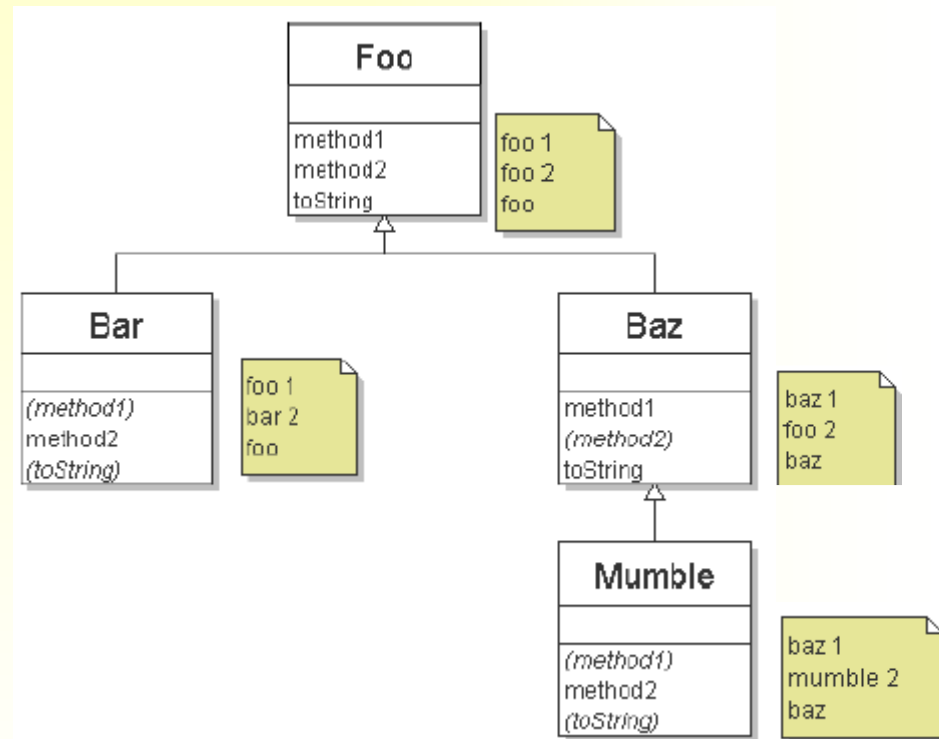 Foo
method1
method2
toString
foo 1
foo 2
foo
Bar
(method1)
method2
(toString)
foo 1
bar 2
foo
Baz
method1
(method2)
toString
baz 1
foo 2
baz
Mumble
(method1)
method2
(toString)
baz 1
mumble 2
baz